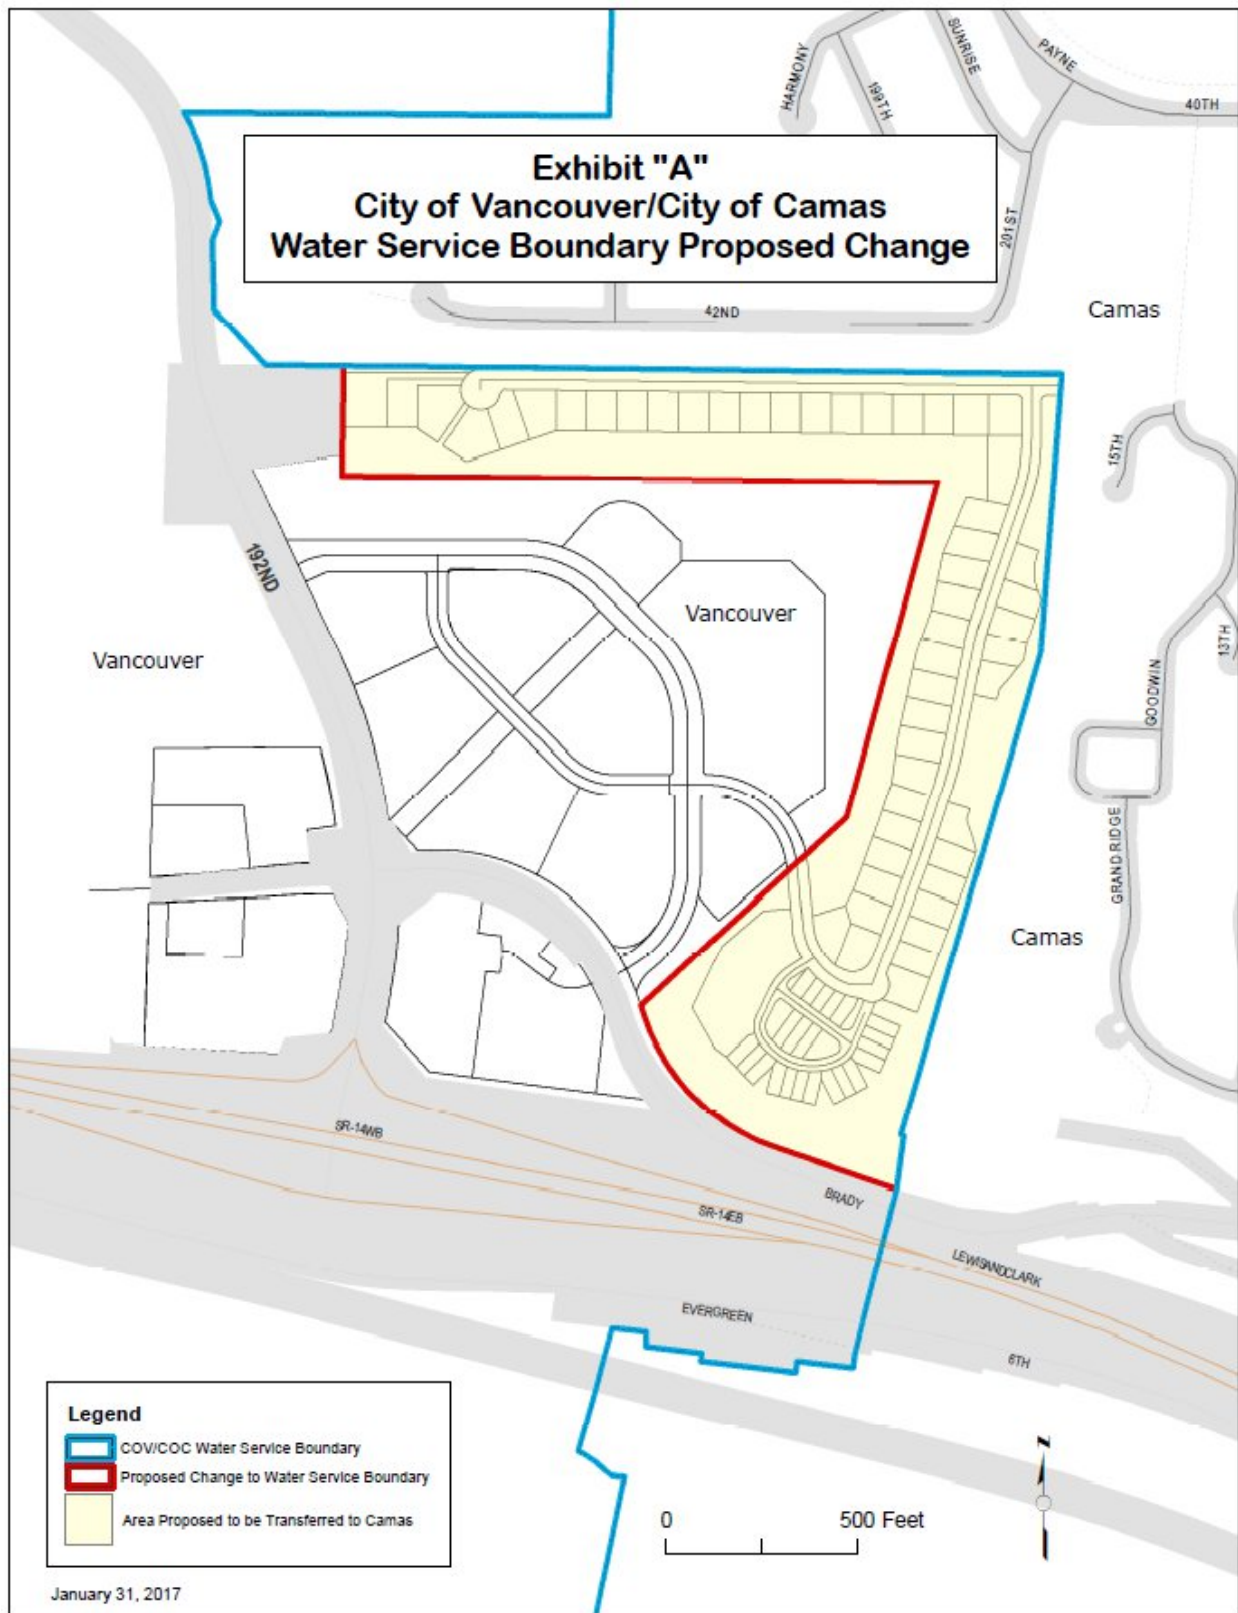 HARMONY
199TH
SUNRISE
PAYNE
40TH
Exhibit "A"
City of Vancouver/City of Camas
Water Service Boundary Proposed Change
201ST
42ND
Camas
15TH
192ND
Vancouver
Vancouver
13TH
GOODWIN
GRAND RIDGE
Camas
SR-14WB
BRADY
SR-14EB
LEWISANDCLARK
EVERGREEN
6TH
Legend
COV/COC Water Service Boundary
Proposed Change to Water Service Boundary
Area Proposed to be Transferred to Camas
0 500 Feet
Z
January 31, 2017